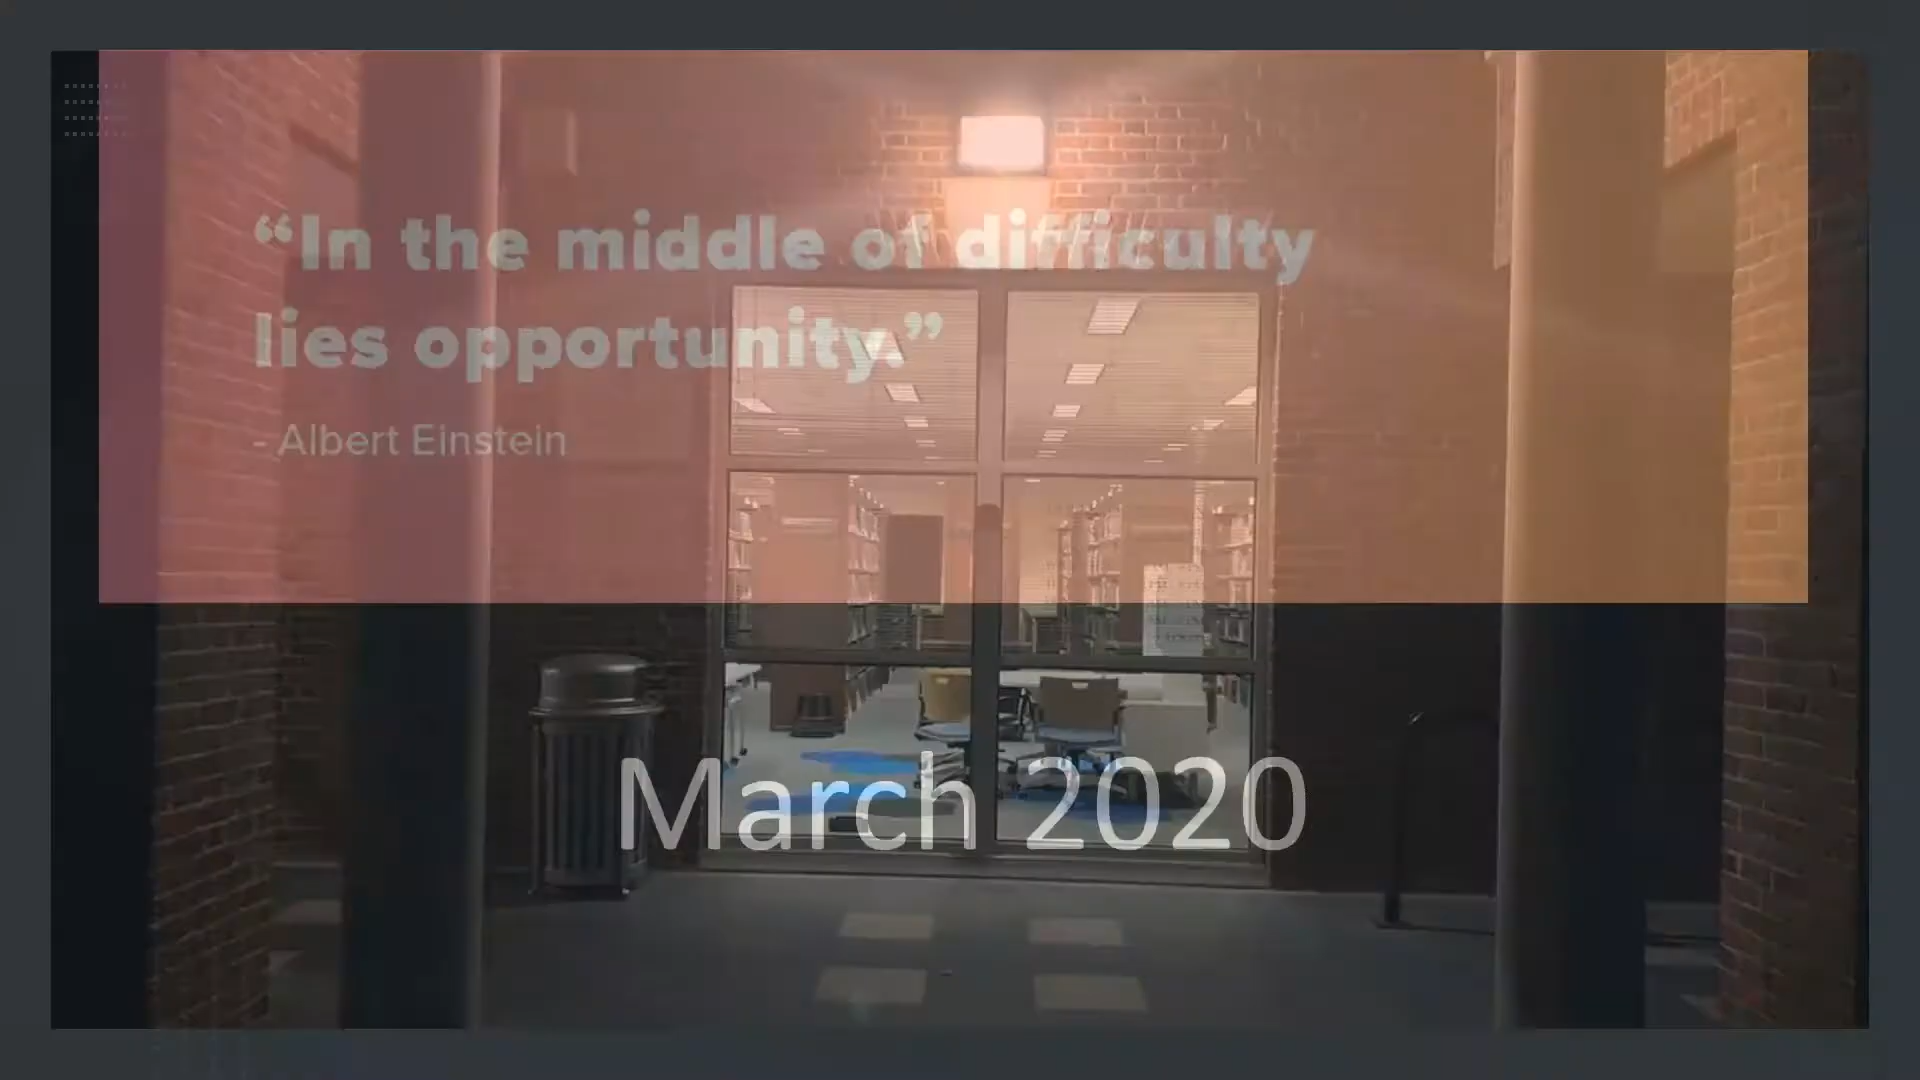 “In the middle of difficulty
lies opportunity.”
- Albert Einstein
March 2020